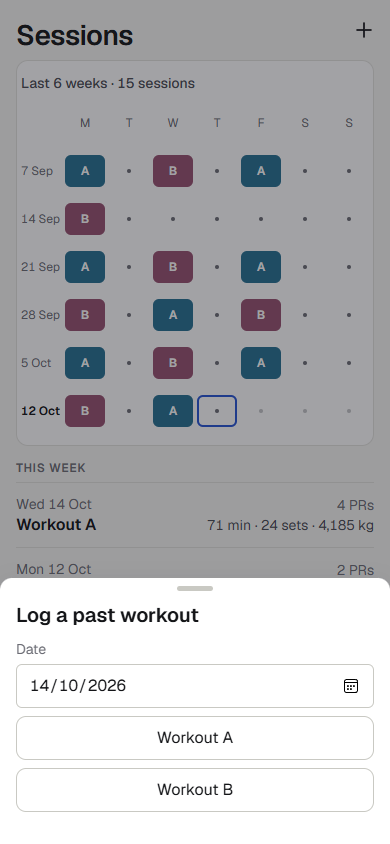 Sessions
Last 6 weeks · 15 sessions
M T W T F S S
7 Sep A B A
14 Sep B
21 Sep A B A
28 Sep B A B
5 Oct A B A
12 Oct B A
THIS WEEK
Wed 14 Oct 4 PRs
Workout A 71 min · 24 sets · 4,185 kg
Mon 12 Oct 2 PRs
Log a past workout
Date
14/10/2026
Workout A
Workout B